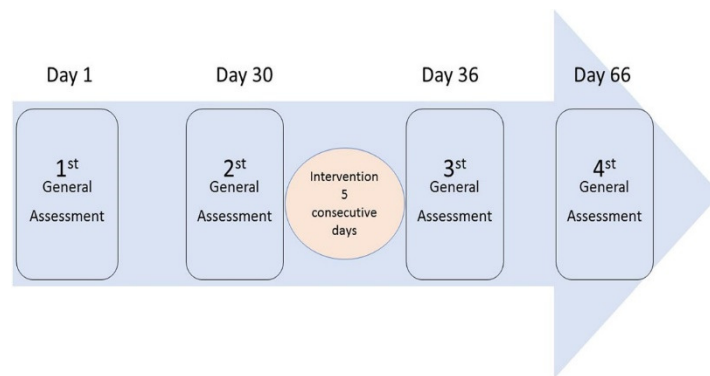 Day 1
Day 30
Day 36
Day 66
1st
General
Assessment
2st
General
Assessment
Intervention
5
consecutive
days
3st
General
Assessment
4st
General
Assessment